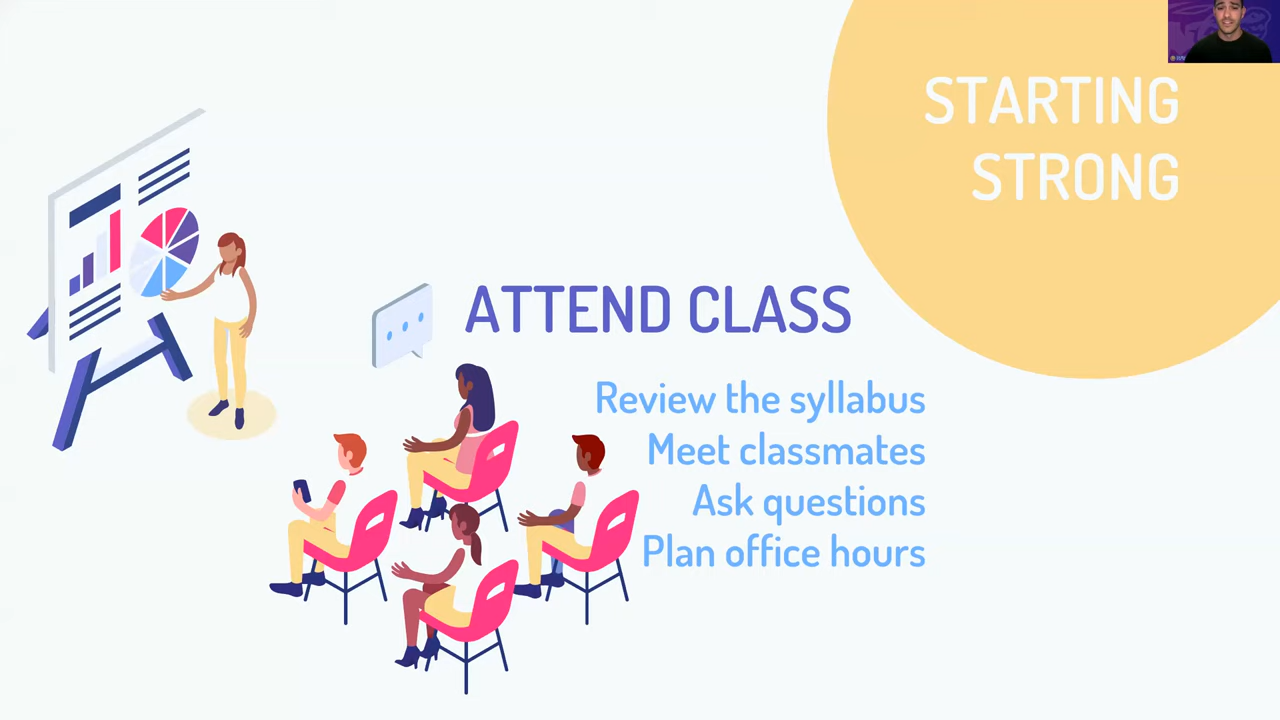 STARTING
STRONG
ATTEND CLASS
Review the syllabus
Meet classmates
Ask questions
Plan office hours